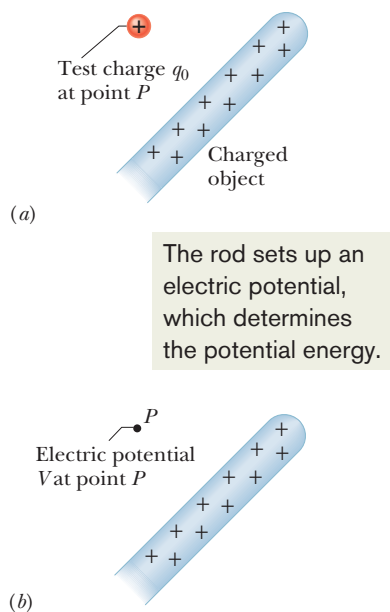 Test charge q0
at point P
Charged
object
(a)
The rod sets up an
electric potential,
which determines
the potential energy.
P
Electric potential
V at point P
(b)